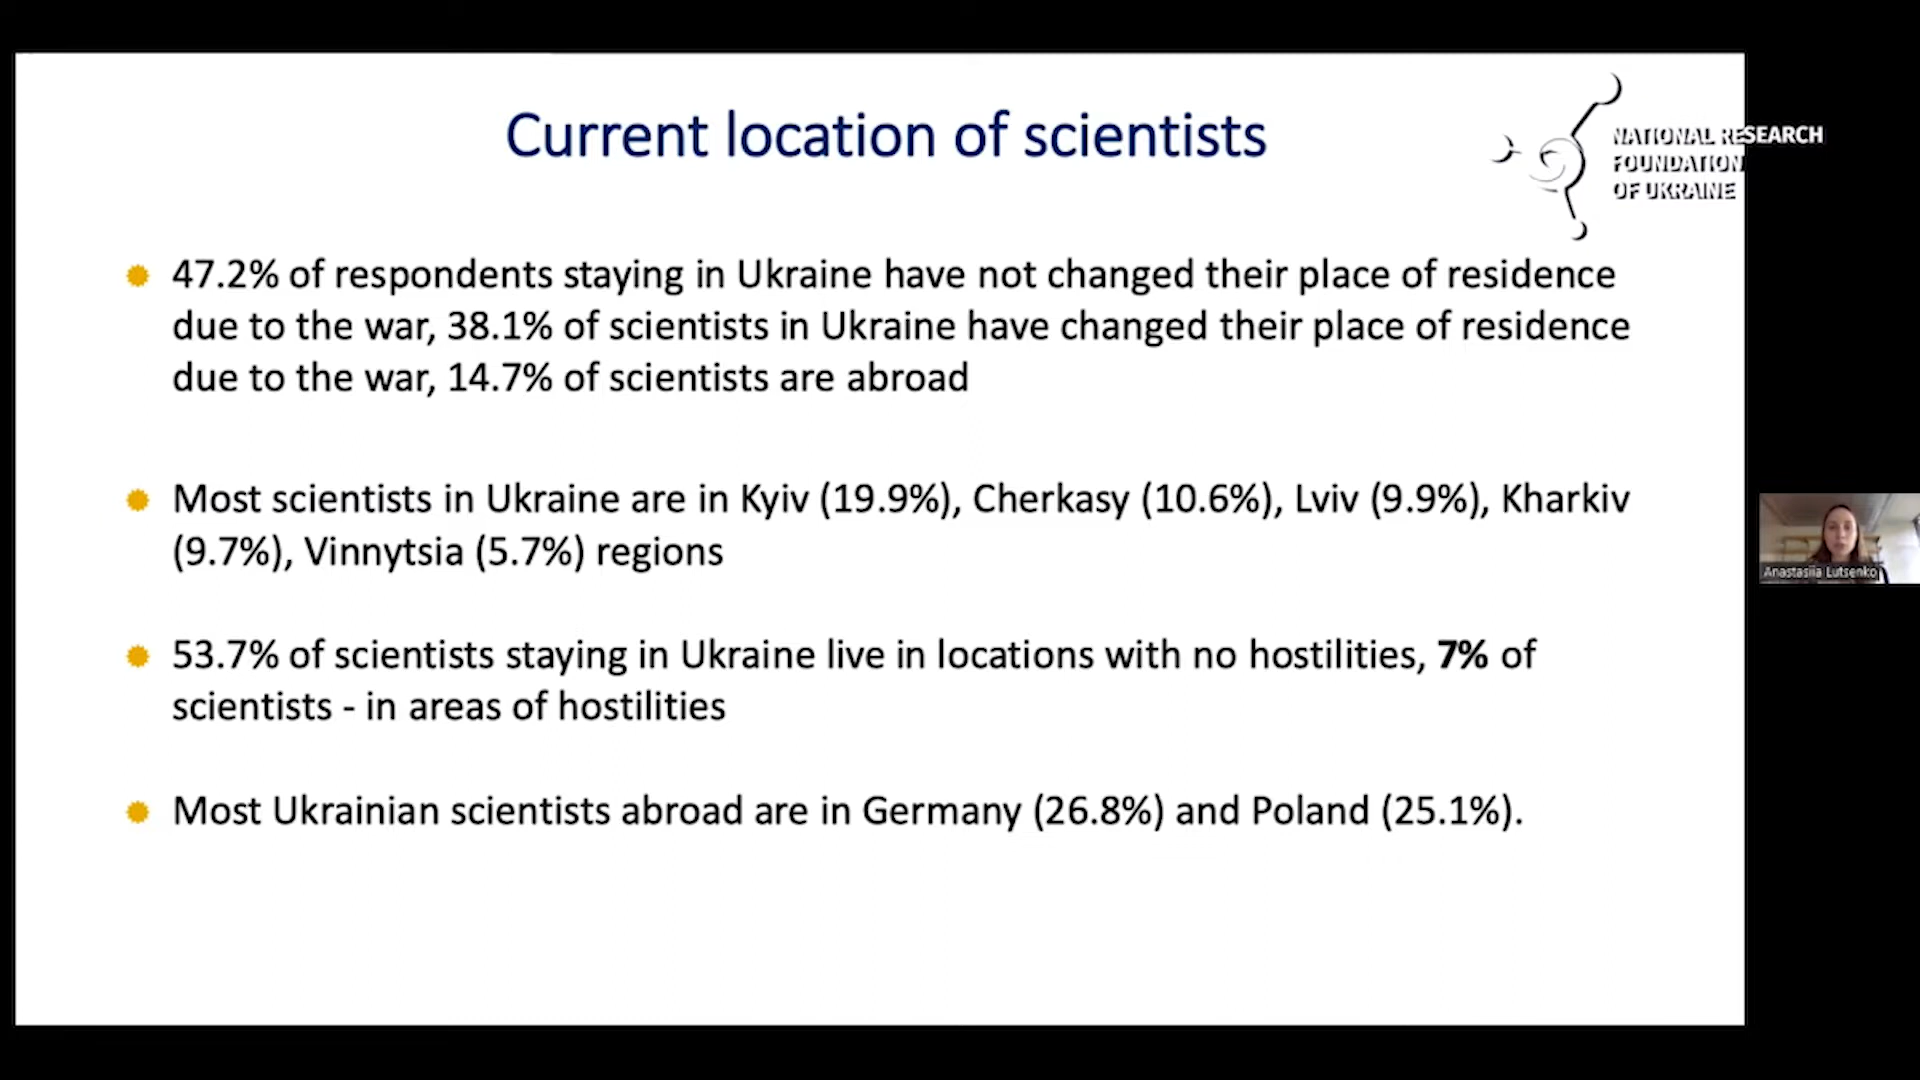 Current location of scientists
NATIONAL RESEARCH
FOUNDATION
OF UKRAINE
47.2% of respondents staying in Ukraine have not changed their place of residence
due to the war, 38.1% of scientists in Ukraine have changed their place of residence
due to the war, 14.7% of scientists are abroad
Most scientists in Ukraine are in Kyiv (19.9%), Cherkasy (10.6%), Lviv (9.9%), Kharkiv
(9.7%), Vinnytsia (5.7%) regions
53.7% of scientists staying in Ukraine live in locations with no hostilities, 7% of
scientists - in areas of hostilities
Most Ukrainian scientists abroad are in Germany (26.8%) and Poland (25.1%).
Anastasiia Lutsenko